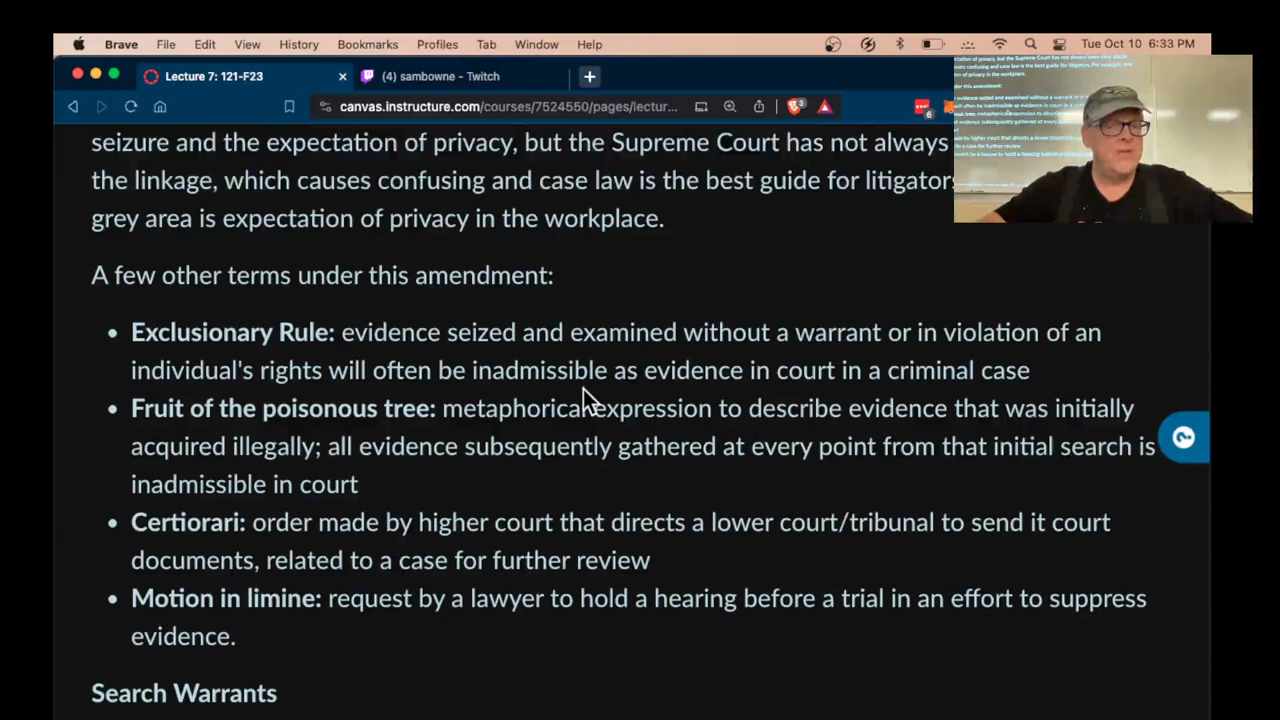 Brave File Edit View History Bookmarks Profiles Tab Window Help Tue Oct 10 6:33 PM
Lecture 7: 121-F23 (4) sambowne - Twitch
canvas.instructure.com/courses/7524550/pages/lectur...
3
6
seizure and the expectation of privacy, but the Supreme Court has not always
the linkage, which causes confusing and case law is the best guide for litigators
grey area is expectation of privacy in the workplace.
A few other terms under this amendment:
• Exclusionary Rule: evidence seized and examined without a warrant or in violation of an
individual's rights will often be inadmissible as evidence in court in a criminal case
• Fruit of the poisonous tree: metaphorical expression to describe evidence that was initially
acquired illegally; all evidence subsequently gathered at every point from that initial search is
inadmissible in court
• Certiorari: order made by higher court that directs a lower court/tribunal to send it court
documents, related to a case for further review
• Motion in limine: request by a lawyer to hold a hearing before a trial in an effort to suppress
evidence.
Search Warrants